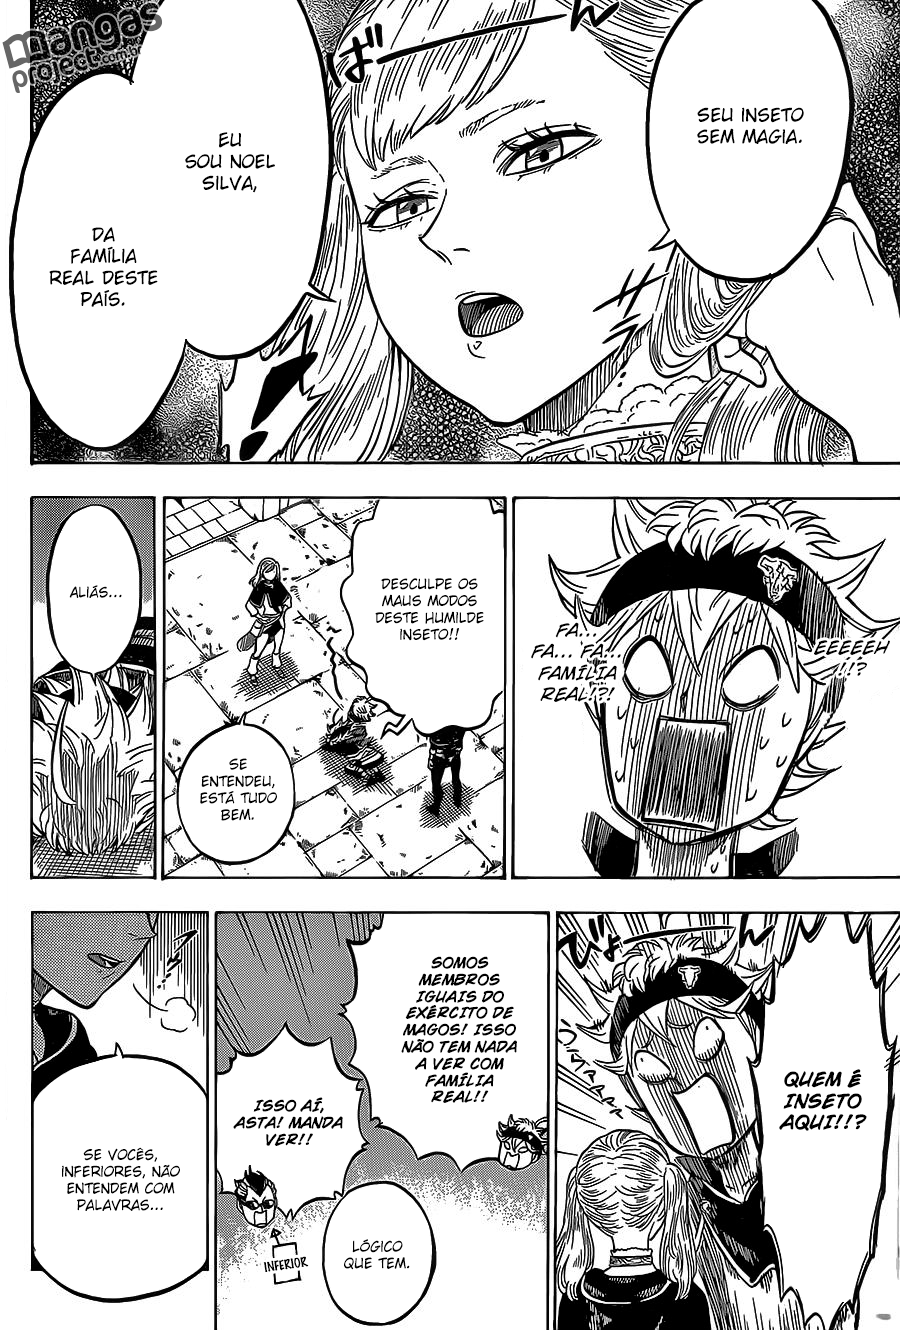 mangas
project.com.br
ばーん
SEU INSETO
SEM MAGIA.
EU
SOU NOEL
SILVA,
DA
FAMÍLIA
REAL DESTE
PAÍS.
EEEEEH
!!?
FA...
FA... FA...
FAMÍLIA
REAL!?!
DESCULPE OS
MAUS MODOS
DESTE HUMILDE
INSETO!!
SE
ENTENDEU,
ESTÁ TUDO
BEM.
ALIÁS...
QUEM É
INSETO
AQUI!!?
SOMOS
MEMBROS
IGUAIS DO
EXÉRCITO DE
MAGOS! ISSO
NÃO TEM NADA
A VER COM
FAMÍLIA
REAL!!
ISSO AÍ,
ASTA! MANDA
VER!!
INFERIOR
LÓGICO
QUE TEM.
SE VOCÊS,
INFERIORES, NÃO
ENTENDEM COM
PALAVRAS...